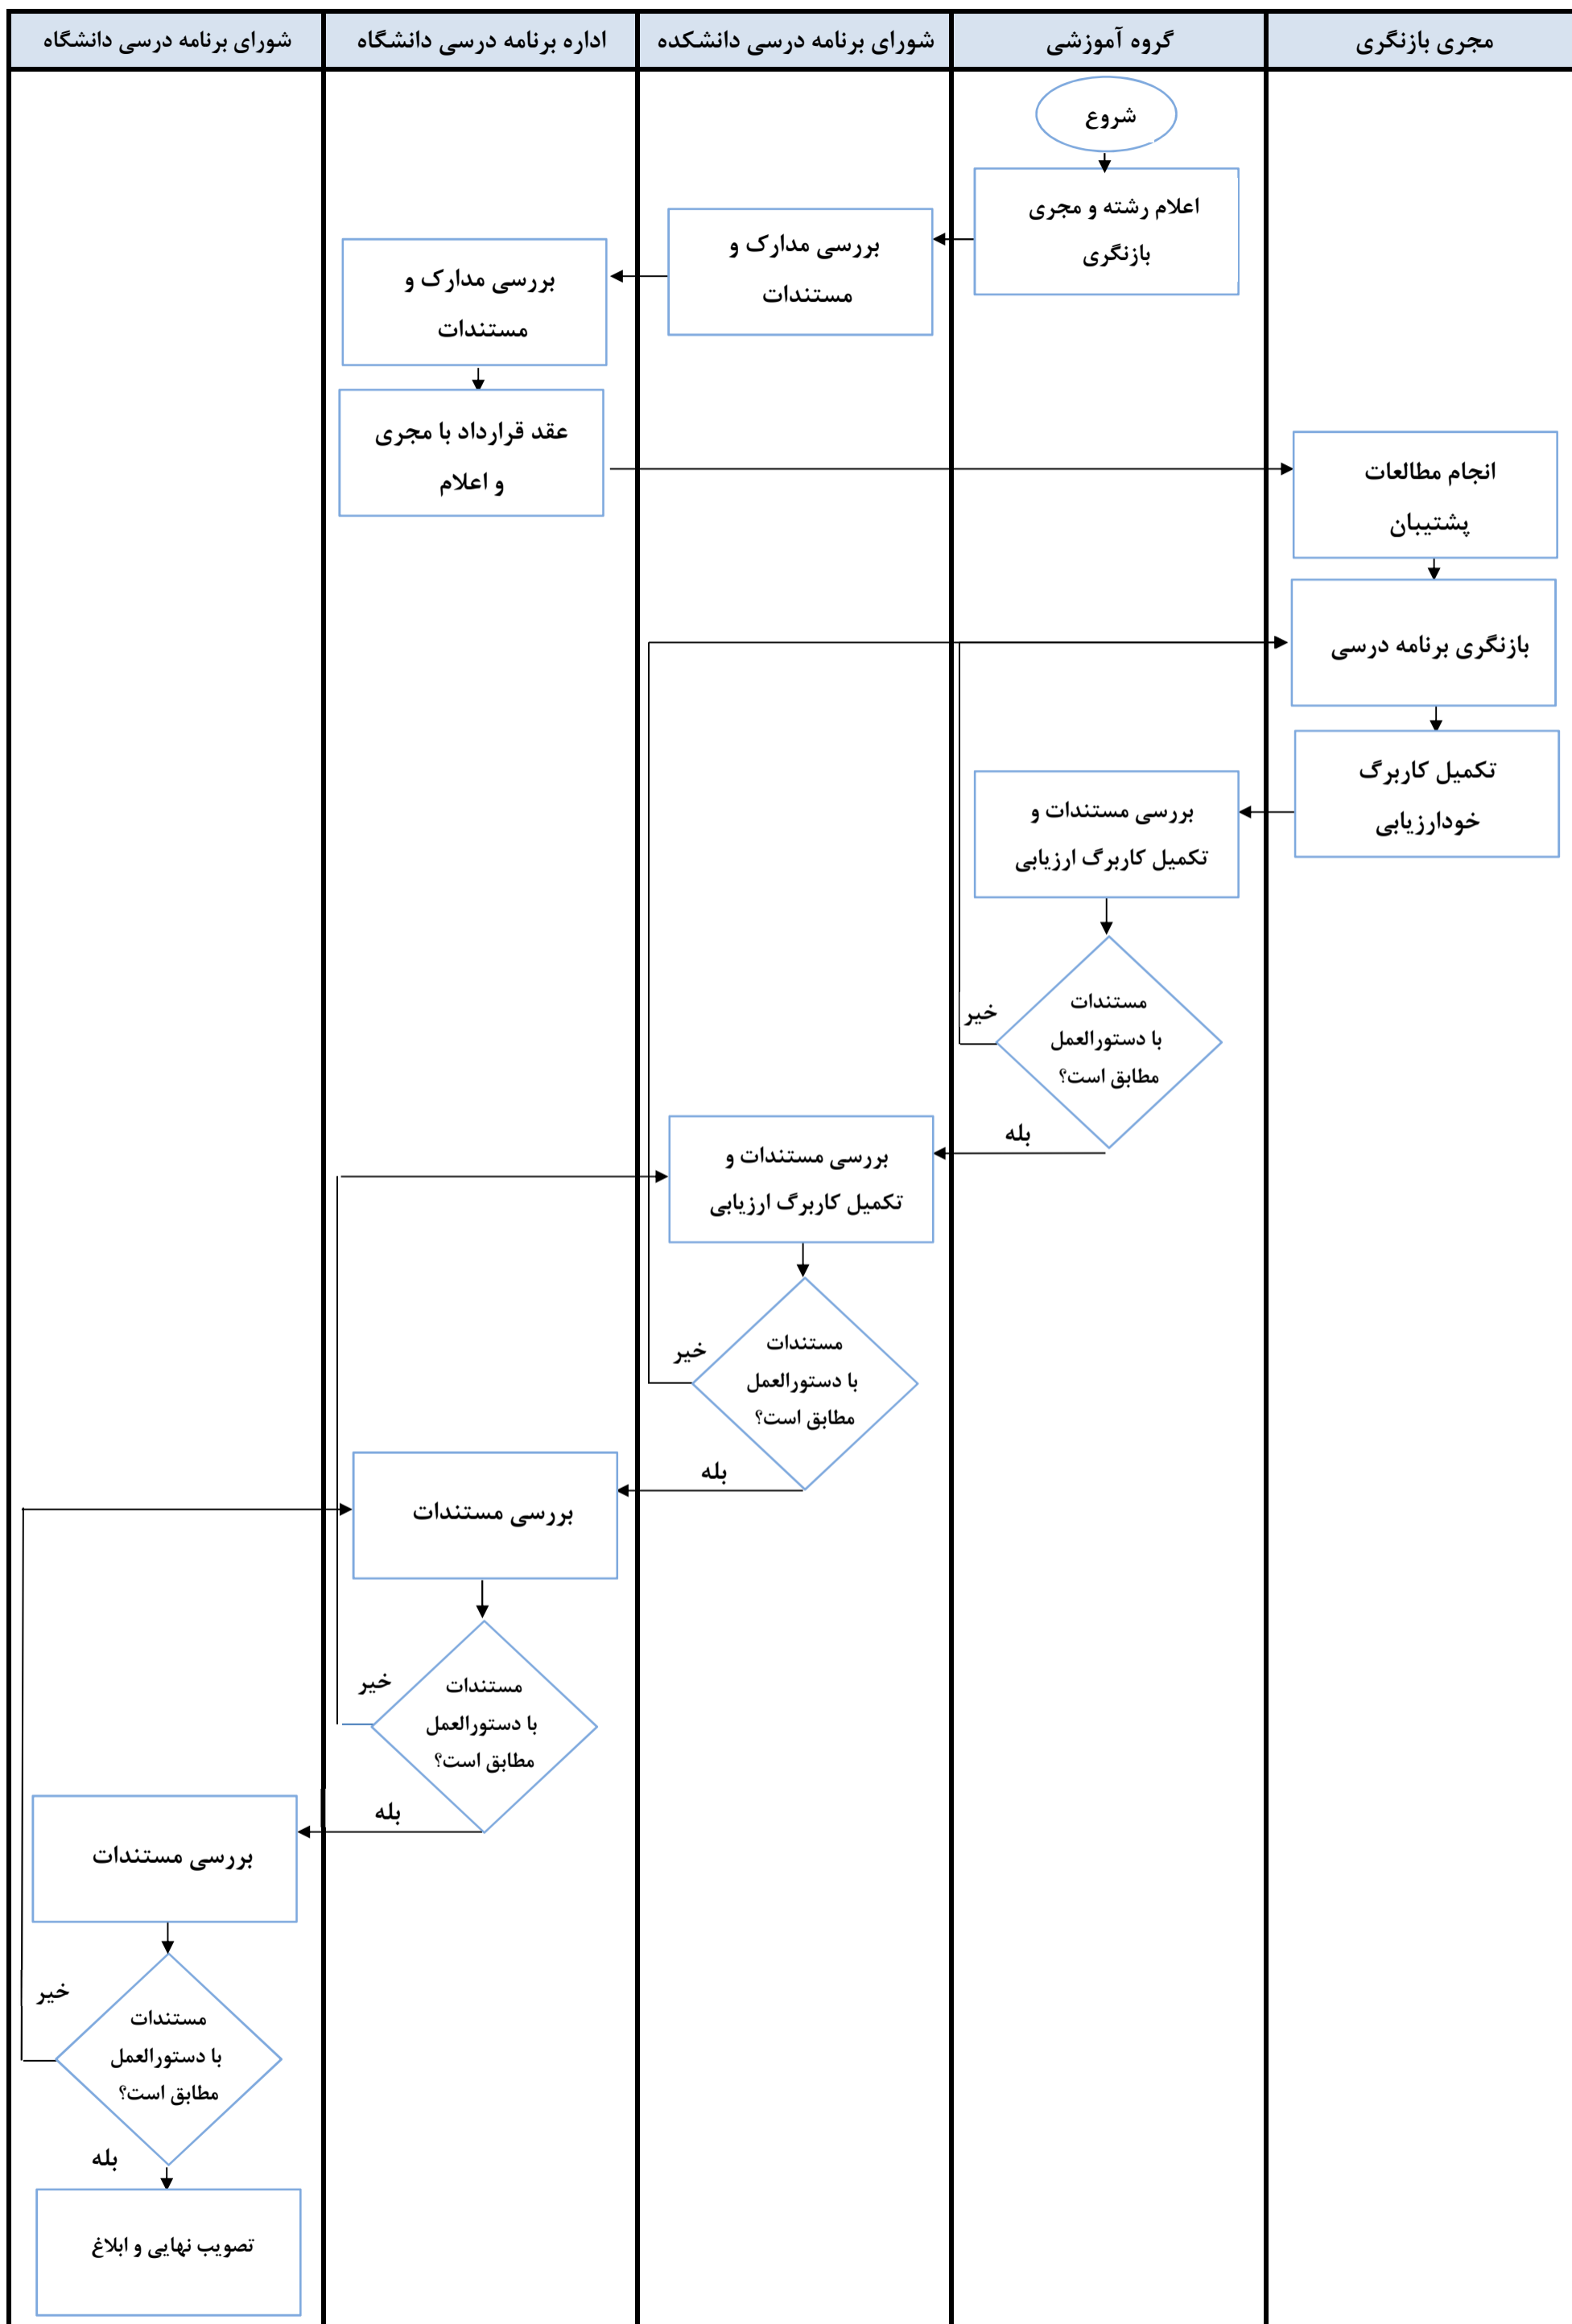 مجری بازنگری
گروه آموزشی
شورای برنامه درسی دانشکده
اداره برنامه درسی دانشگاه
شورای برنامه درسی دانشگاه
شروع
اعلام رشته و مجری
بازنگری
بررسی مدارک و
مستندات
بررسی مدارک و
مستندات
عقد قرارداد با مجری
و اعلام
انجام مطالعات
پشتیبان
بازنگری برنامه درسی
تکمیل کاربرگ
خودارزیابی
بررسی مستندات و
تکمیل کاربرگ ارزیابی
مستندات
با دستورالعمل
مطابق است؟
خیر
بله
بررسی مستندات و
تکمیل کاربرگ ارزیابی
مستندات
با دستورالعمل
مطابق است؟
خیر
بله
بررسی مستندات
مستندات
با دستورالعمل
مطابق است؟
خیر
بله
بررسی مستندات
مستندات
با دستورالعمل
مطابق است؟
خیر
بله
تصویب نهایی و ابلاغ